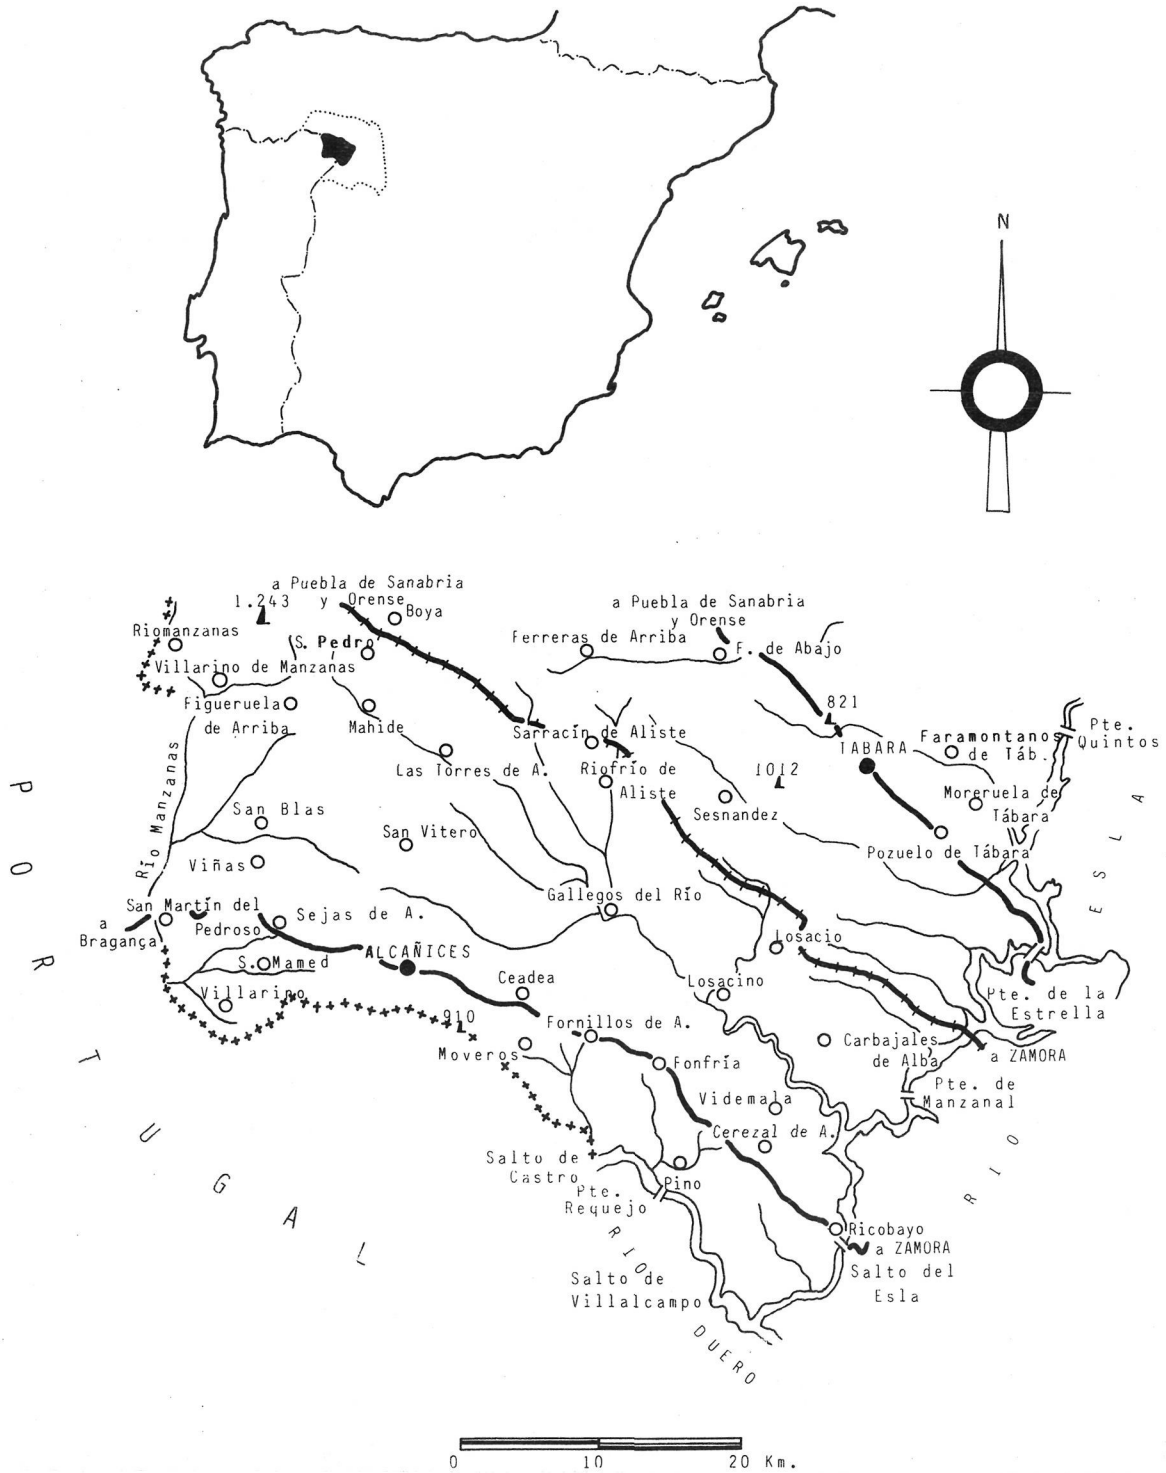 N
a Puebla de Sanabria
y Orense
1.243
Boya
a Puebla de Sanabria
y Orense
Riomanzanas
S. Pedro
Ferreras de Arriba
F. de Abajo
Villarino de Manzanas
Figueruela
de Arriba
Mahide
821
Pte.
Quintos
Sarracín de Aliste
TABARA
Faramontanos
de Táb.
Las Torres de A.
Riofrío de
Aliste
1012
Sesnandez
Moreruela de
Tábara
Río Manzanas
San Blas
San Vitero
Viñas
Pozuelo de Tábara
Gallegos del Río
San Martín del
Pedroso
a
Bragança
Sejas de A.
ALCAÑICES
Losacio
S. Mamed
Ceadea
Losacino
Villarino
Pte. de la
Estrella
910
Fornillos de A.
Moveros
Carbajales
de Alba
a ZAMORA
Fonfría
Pte. de
Manzanal
Videmala
Cerezal de A.
Salto de
Castro
Pino
Pte.
Requejo
Ricobayo
a ZAMORA
Salto del
Esla
Salto de
Villalcampo
RIO
DUERO
RIO
ESLA
PORTUGAL
0 10 20 Km.